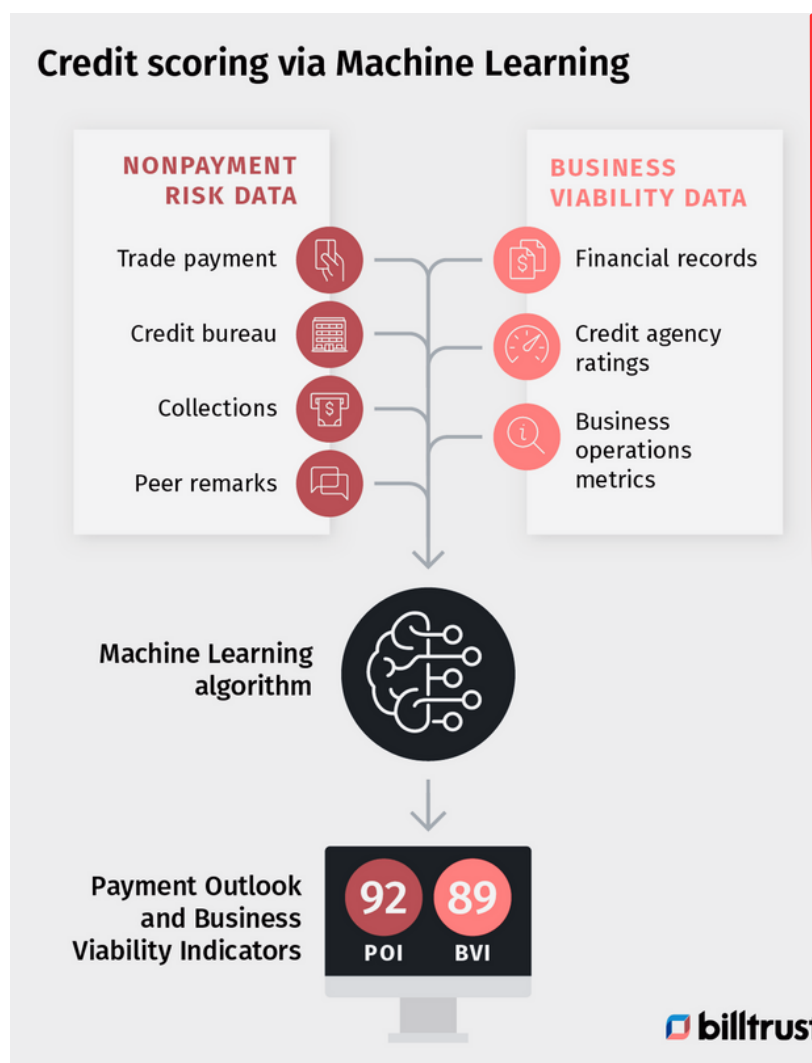 Credit scoring via Machine Learning
NONPAYMENT
RISK DATA
Trade payment
Credit bureau
Collections
Peer remarks
BUSINESS
VIABILITY DATA
Financial records
Credit agency
ratings
Business
operations
metrics
Machine Learning
algorithm
Payment Outlook
and Business
Viability Indicators
92
POI
89
BVI
billtrust